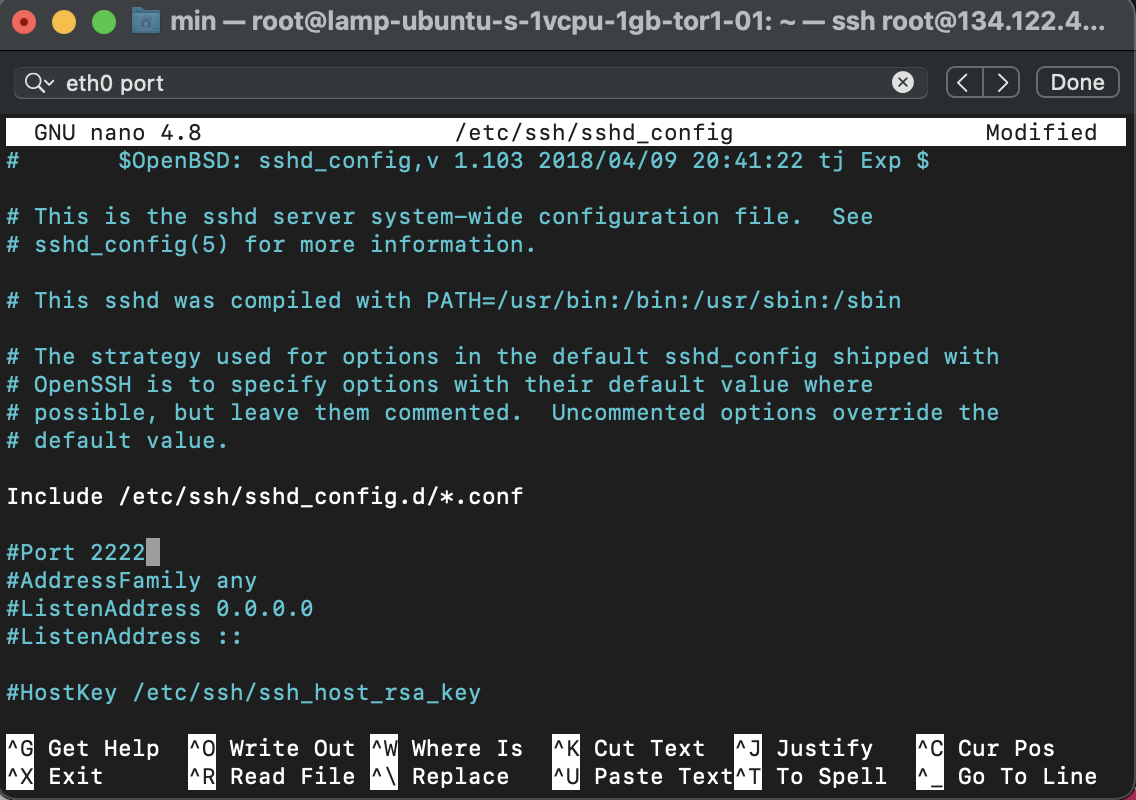 min — root@lamp-ubuntu-s-1vcpu-1gb-tor1-01: ~ — ssh root@134.122.4...
eth0 port
Done
GNU nano 4.8 /etc/ssh/sshd_config Modified
# $OpenBSD: sshd_config,v 1.103 2018/04/09 20:41:22 tj Exp $
# This is the sshd server system-wide configuration file.  See
# sshd_config(5) for more information.
# This sshd was compiled with PATH=/usr/bin:/bin:/usr/sbin:/sbin
# The strategy used for options in the default sshd_config shipped with
# OpenSSH is to specify options with their default value where
# possible, but leave them commented.  Uncommented options override the
# default value.
Include /etc/ssh/sshd_config.d/*.conf
#Port 2222
#AddressFamily any
#ListenAddress 0.0.0.0
#ListenAddress ::
#HostKey /etc/ssh/ssh_host_rsa_key
^G Get Help ^O Write Out ^W Where Is ^K Cut Text ^J Justify ^C Cur Pos
^X Exit ^R Read File ^\ Replace ^U Paste Text ^T To Spell ^_ Go To Line